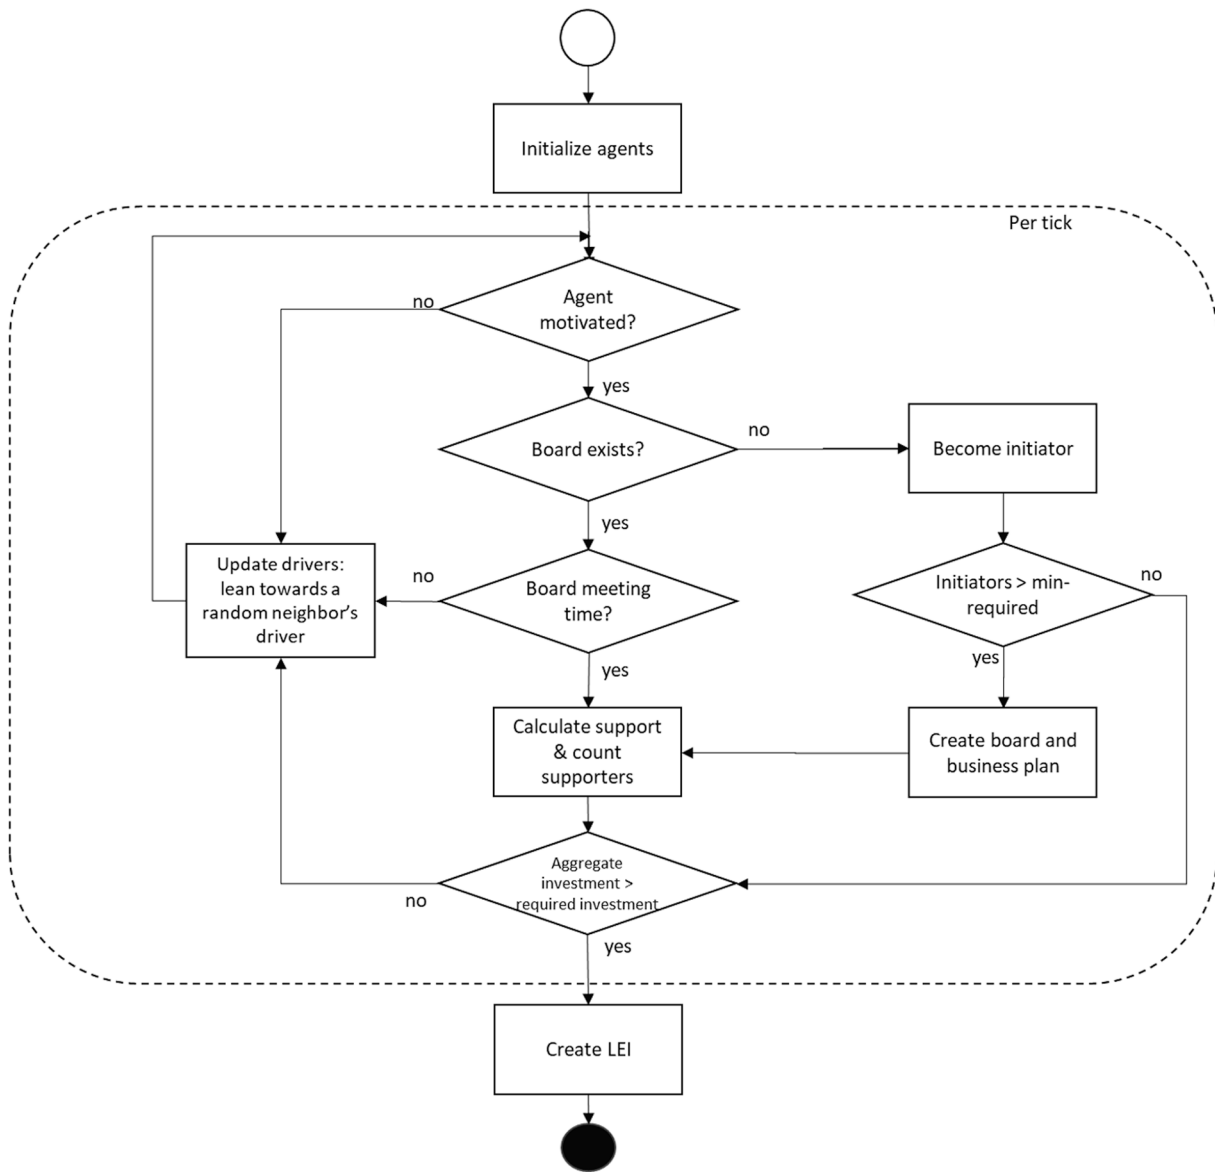 Initialize agents
Per tick
no
Agent
motivated?
yes
Board exists?
no
Become initiator
yes
Update drivers:
lean towards a
random neighbor's
driver
no
Board meeting
time?
Initiators > min-
required
no
yes
yes
Calculate support
& count
supporters
Create board and
business plan
Aggregate
investment >
required investment
no
yes
Create LEI